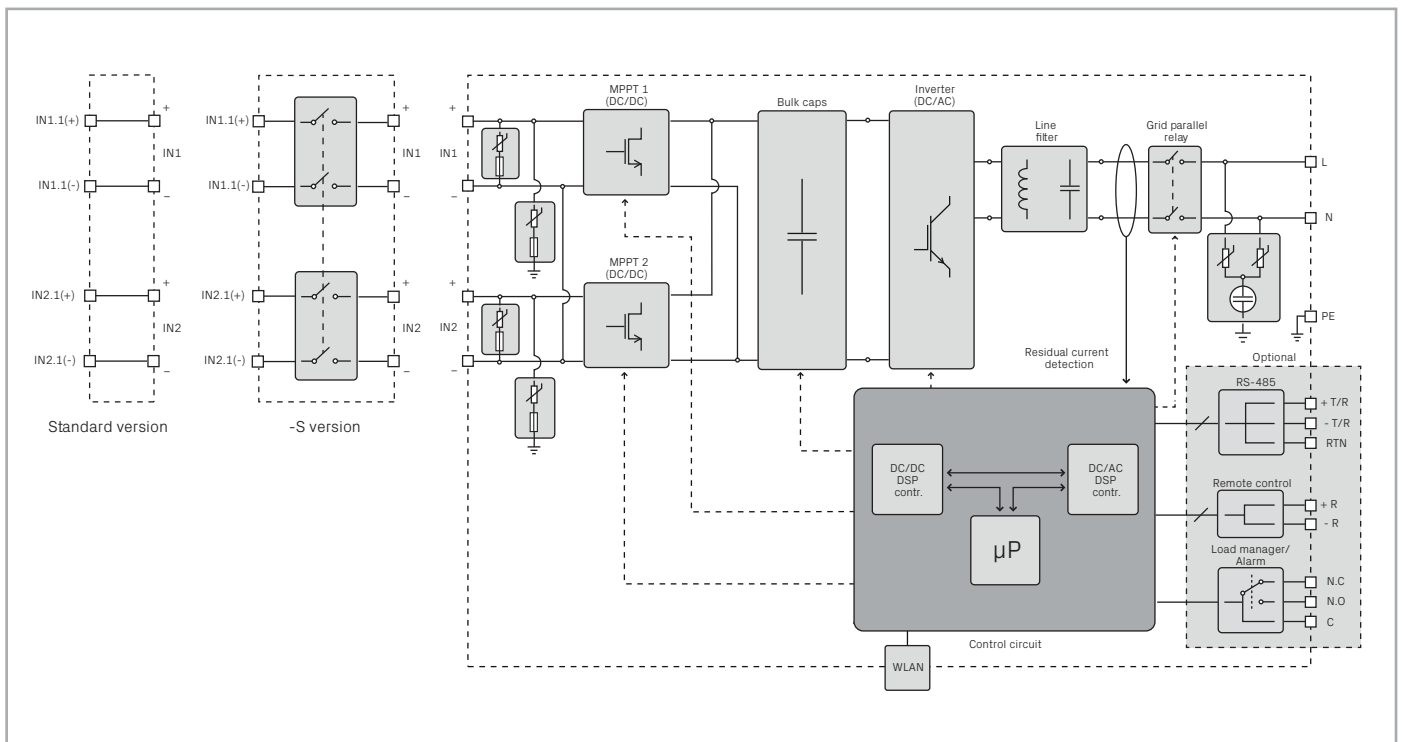 IN1.1(+)
+
IN1
IN1.1(-)
–
IN2.1(+)
+
IN2
IN2.1(-)
–
Standard version
IN1.1(+)
+
IN1
IN1.1(-)
–
IN2.1(+)
+
IN2
IN2.1(-)
–
-S version
+
IN1
–
+
IN2
–
MPPT 1
(DC/DC)
MPPT 2
(DC/DC)
Bulk caps
Inverter
(DC/AC)
Line
filter
Grid parallel
relay
L
N
PE
Residual current
detection
Optional
RS-485
+ T/R
- T/R
RTN
Remote control
+ R
- R
Load manager/
Alarm
N.C
N.O
C
DC/DC
DSP
contr.
DC/AC
DSP
contr.
µP
Control circuit
WLAN